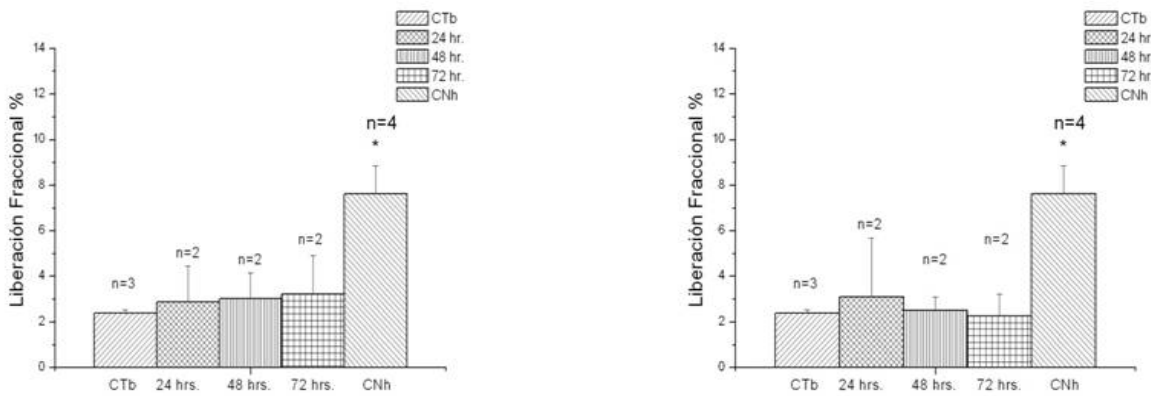 CTb
24 hr.
48 hr.
72 hr.
CNh
14
12
10
8
6
4
2
0
Liberación Fraccional %
n=3
n=2
n=2
n=2
n=4
*
CTb 24 hrs. 48 hrs. 72 hrs. CNh
CTb
24 hr
48 hr.
72 hr.
CNh
14
12
10
8
6
4
2
0
Liberación Fraccional %
n=3
n=2
n=2
n=2
n=4
*
CTb 24 hrs. 48 hrs. 72 hrs. CNh